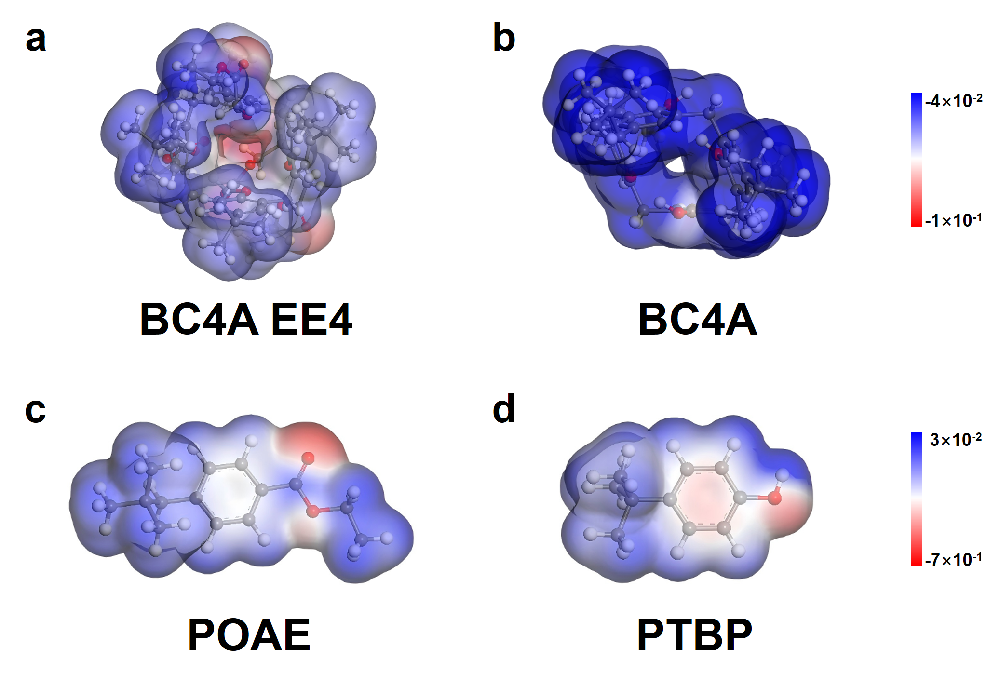 a
b
-4×10⁻²
-1×10⁻¹
BC4A EE4
BC4A
c
d
3×10⁻²
-7×10⁻¹
POAE
PTBP